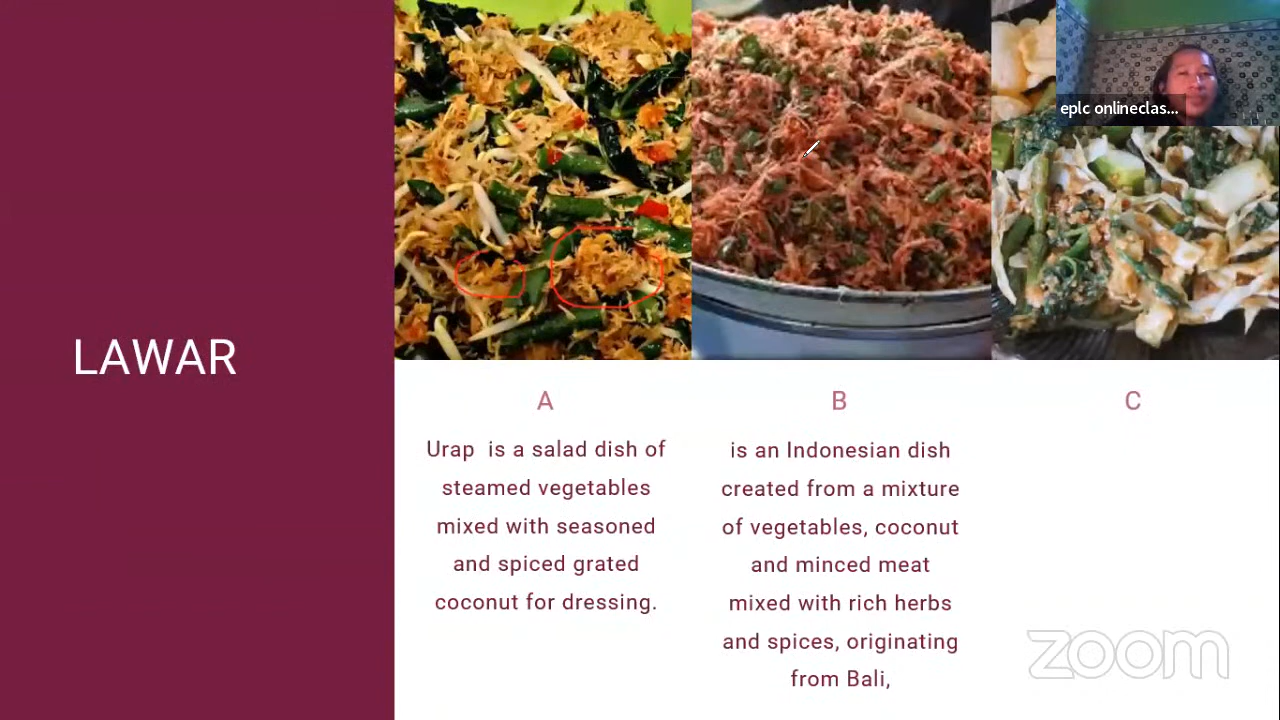 eplc onlineclas...
LAWAR
A
Urap is a salad dish of
steamed vegetables
mixed with seasoned
and spiced grated
coconut for dressing.
B
is an Indonesian dish
created from a mixture
of vegetables, coconut
and minced meat
mixed with rich herbs
and spices, originating
from Bali,
C
zoom